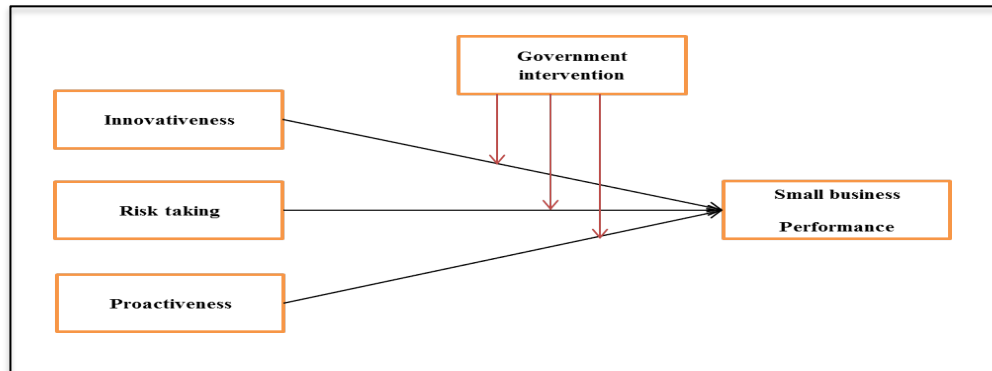 Government
intervention
Innovativeness
Risk taking
Small business
Performance
Proactiveness